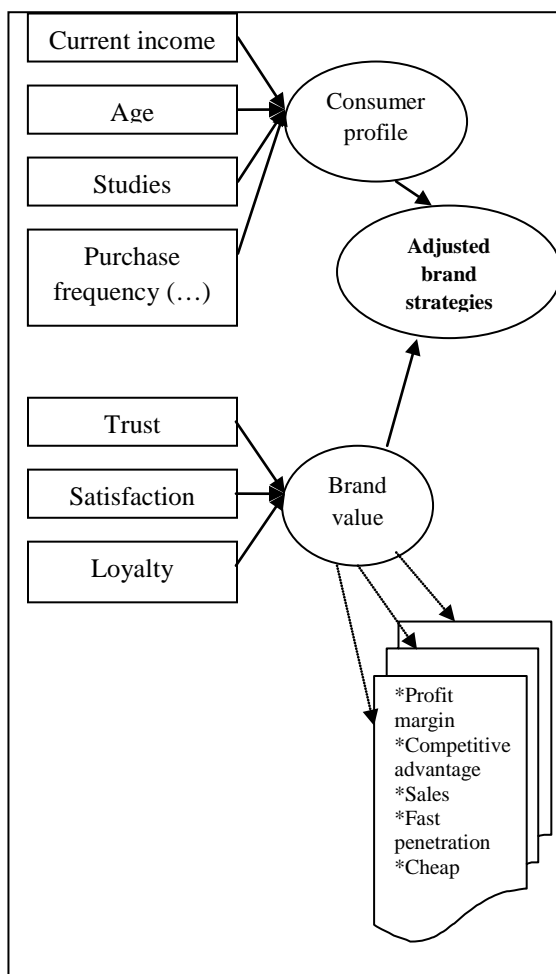 Current income
Age
Studies
Purchase
frequency (…)
Consumer
profile
Adjusted
brand
strategies
Trust
Satisfaction
Loyalty
Brand
value
*Profit
margin
*Competitive
advantage
*Sales
*Fast
penetration
*Cheap